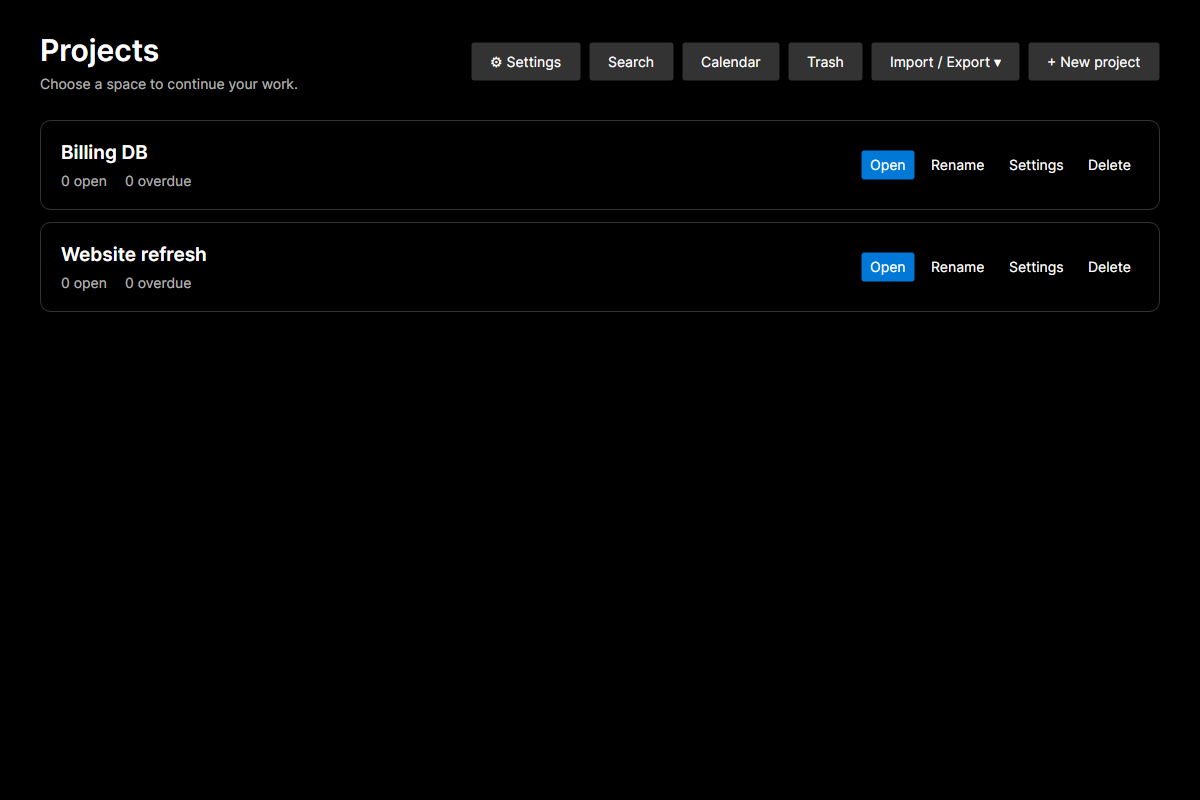 Projects
Choose a space to continue your work.
⚙ Settings
Search
Calendar
Trash
Import / Export ▾
+ New project
Billing DB
0 open 0 overdue
Open
Rename
Settings
Delete
Website refresh
0 open 0 overdue
Open
Rename
Settings
Delete